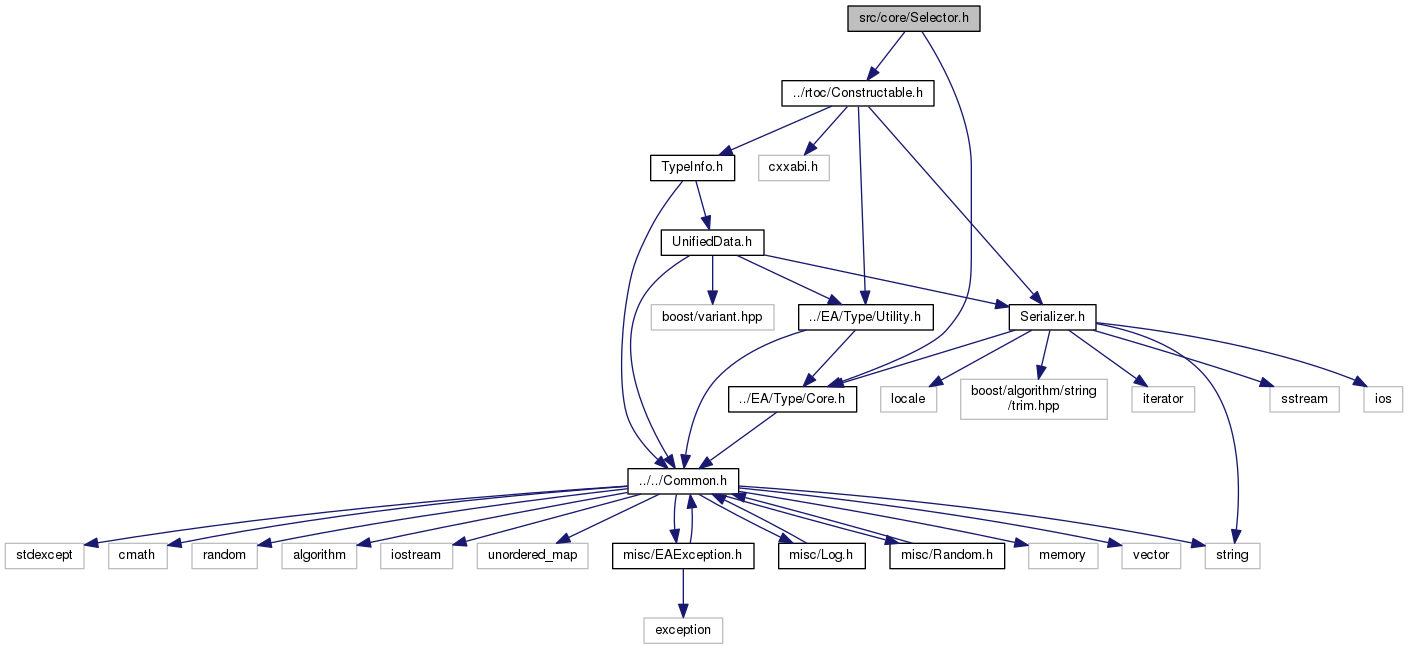 src/core/Selector.h
../rtoc/Constructable.h
TypeInfo.h
cxxabi.h
UnifiedData.h
boost/variant.hpp
../EA/Type/Utility.h
Serializer.h
../EA/Type/Core.h
locale
boost/algorithm/string
/trim.hpp
iterator
sstream
ios
../../Common.h
stdexcept
cmath
random
algorithm
iostream
unordered_map
misc/EAException.h
misc/Log.h
misc/Random.h
memory
vector
string
exception